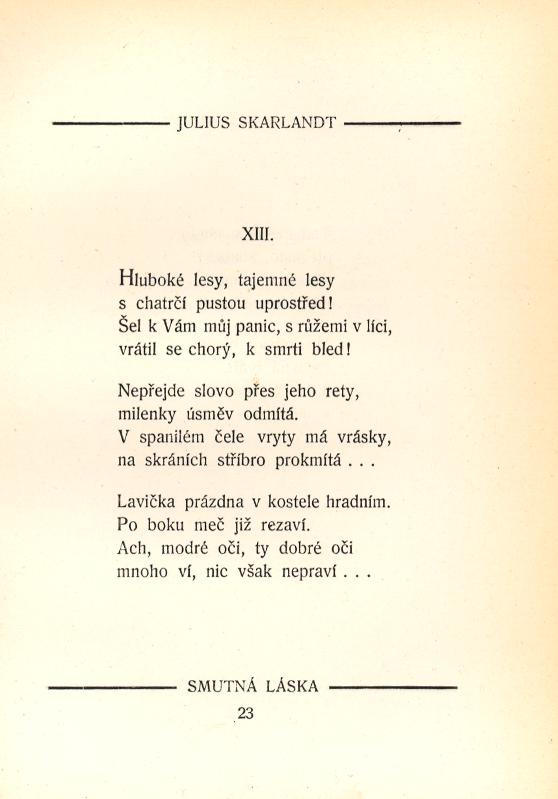 JULIUS SKARLANDT
XIII.
Hluboké lesy, tajemné lesy
s chatrčí pustou uprostřed!
Šel k Vám můj panic, s růžemi v líci,
vrátil se chorý, k smrti bled!
Nepřejde slovo přes jeho rety,
milenky úsměv odmítá.
V spanilém čele vryty má vrásky,
na skráních stříbro prokmítá . . .
Lavička prázdna v kostele hradním.
Po boku meč již rezaví.
Ach, modré oči, ty dobré oči
mnoho ví, nic však nepraví . . .
SMUTNÁ LÁSKA
23